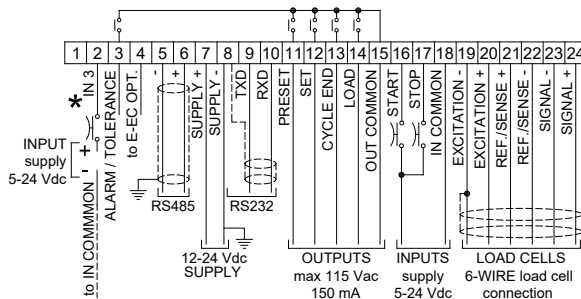 1 2 3 4 5 6 7 8 9 10 11 12 13 14 15 16 17 18 19 20 21 22 23 24
*
IN 3
ALARM / TOLERANCE
to E-EC OPT.
-
+
SUPPLY +
SUPPLY -
TXD
RXD
PRESET
SET
CYCLE END
LOAD
OUT COMMON
START
STOP
IN COMMON
EXCITATION -
EXCITATION +
REF./SENSE +
REF./SENSE -
SIGNAL -
SIGNAL +
INPUT
supply
5-24 Vdc
+
-
to IN COMMMON
RS485
RS232
12-24 Vdc
SUPPLY
OUTPUTS
max 115 Vac
150 mA
INPUTS
supply
5-24 Vdc
LOAD CELLS
6-WIRE load cell
connection